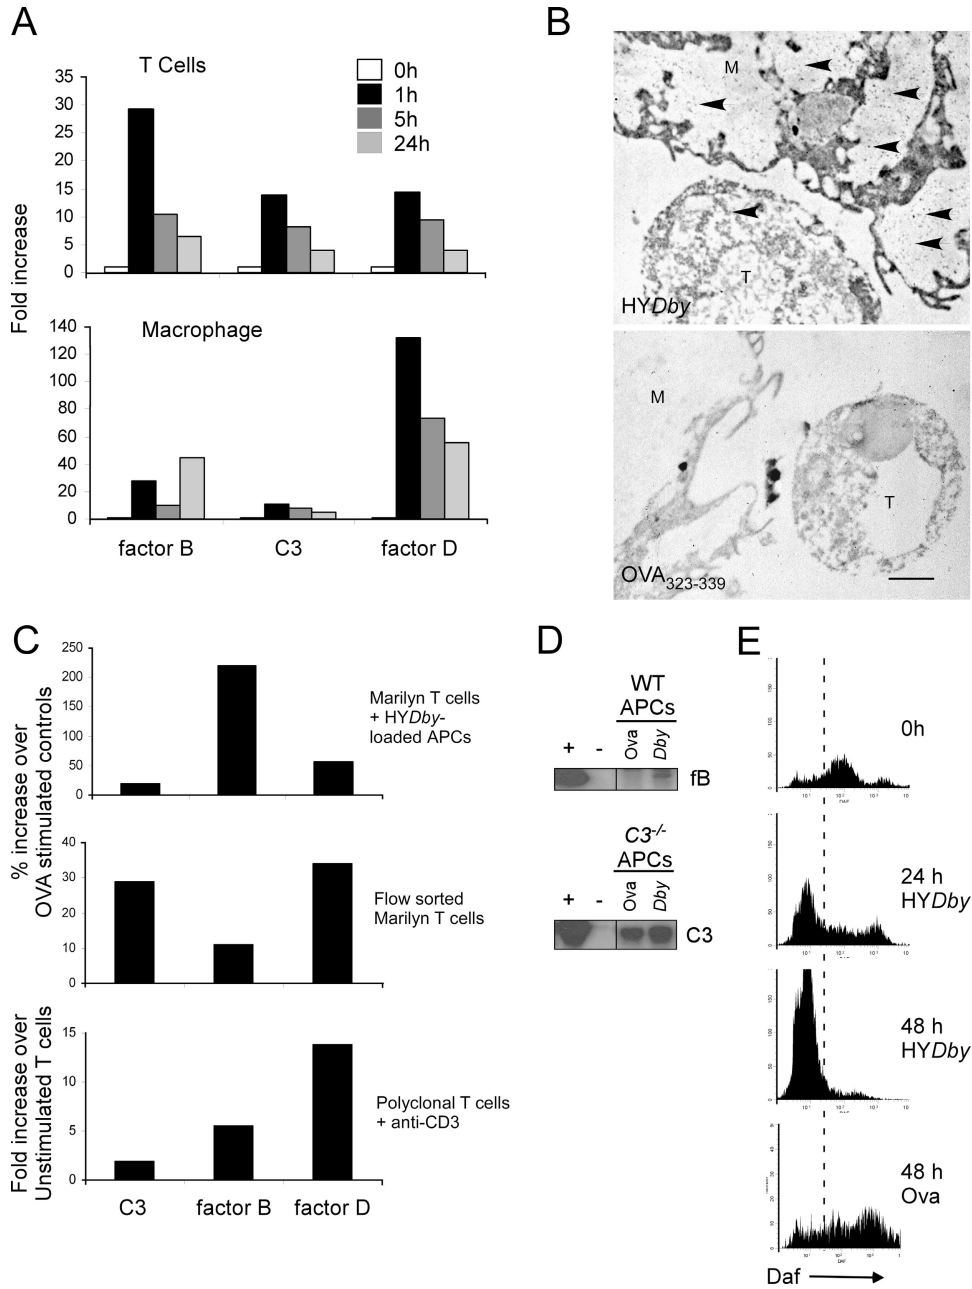 A
T Cells
0h
1h
5h
24h
35
30
25
20
15
10
5
0
Fold increase
Macrophage
140
120
100
80
60
40
20
0
factor B C3 factor D
B
M
T
HYDby
M
T
OVA323-339
C
250
200
150
100
50
0
% increase over
OVA stimulated controls
Marilyn T cells
+ HYDby-
loaded APCs
40
30
20
10
0
Flow sorted
Marilyn T cells
15
10
5
0
Fold increase over
Unstimulated T cells
Polyclonal T cells
+ anti-CD3
C3 factor B factor D
D
WT
APCs
+ - Ova Dby
fB
C3-/-
APCs
+ - Ova Dby
C3
E
0h
24 h
HYDby
48 h
HYDby
48 h
Ova
Daf